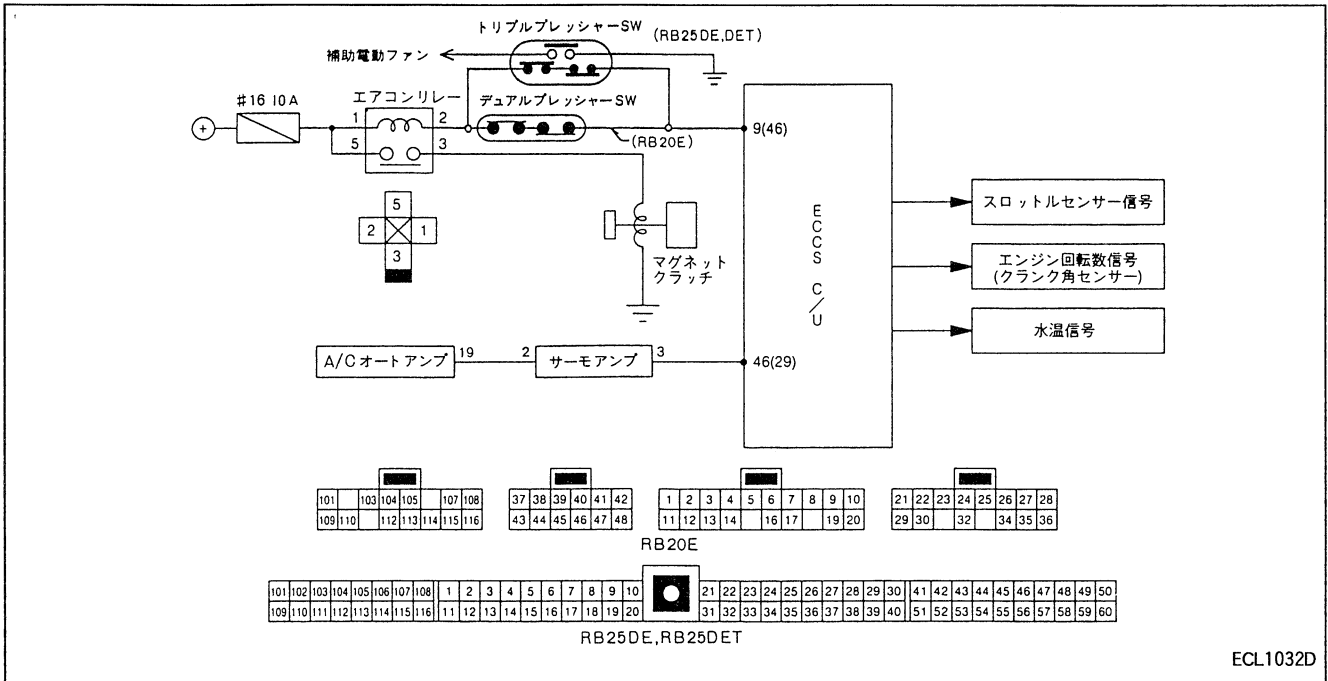 トリプルプレッシャーSW (RB25DE,DET)
補助電動ファン
#16 10A
エアコンリレー
デュアルプレッシャーSW
1 2
9(46)
(RB20E)
5 3
5
2 1
3
マグネット
クラッチ
ECCS C/U
スロットルセンサー信号
エンジン回転数信号
(クランク角センサー)
水温信号
A/Cオートアンプ 19 2 サーモアンプ 3 46(29)
101 103 104 105 107 108 37 38 39 40 41 42 1 2 3 4 5 6 7 8 9 10 21 22 23 24 25 26 27 28
109 110 112 113 114 115 116 43 44 45 46 47 48 11 12 13 14 16 17 19 20 29 30 32 34 35 36
RB20E
101 102 103 104 105 106 107 108 1 2 3 4 5 6 7 8 9 10 21 22 23 24 25 26 27 28 29 30 41 42 43 44 45 46 47 48 49 50
109 110 111 112 113 114 115 116 11 12 13 14 15 16 17 18 19 20 31 32 33 34 35 36 37 38 39 40 51 52 53 54 55 56 57 58 59 60
RB25DE,RB25DET
ECL1032D